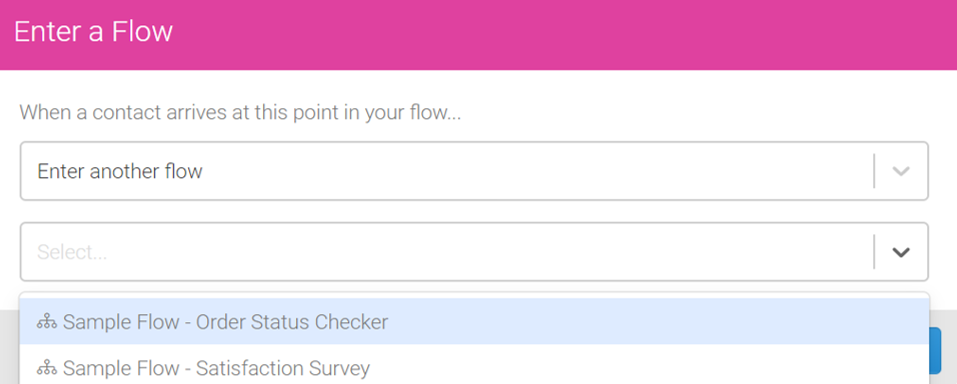 Enter a Flow
When a contact arrives at this point in your flow...
Enter another flow
Select...
Sample Flow - Order Status Checker
Sample Flow - Satisfaction Survey